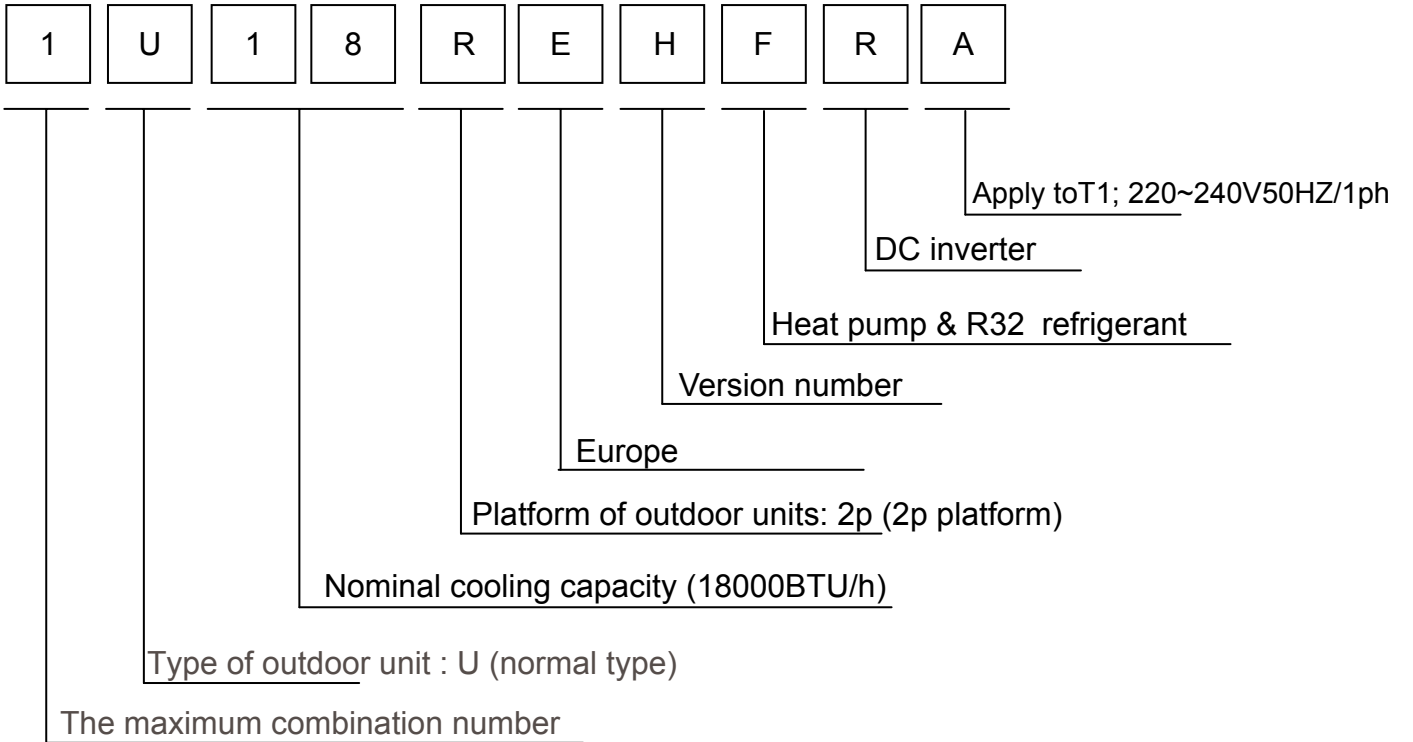 1 U 1 8 R E H F R A
Apply toT1; 220~240V50HZ/1ph
DC inverter
Heat pump & R32 refrigerant
Version number
Europe
Platform of outdoor units: 2p (2p platform)
Nominal cooling capacity (18000BTU/h)
Type of outdoor unit : U (normal type)
The maximum combination number